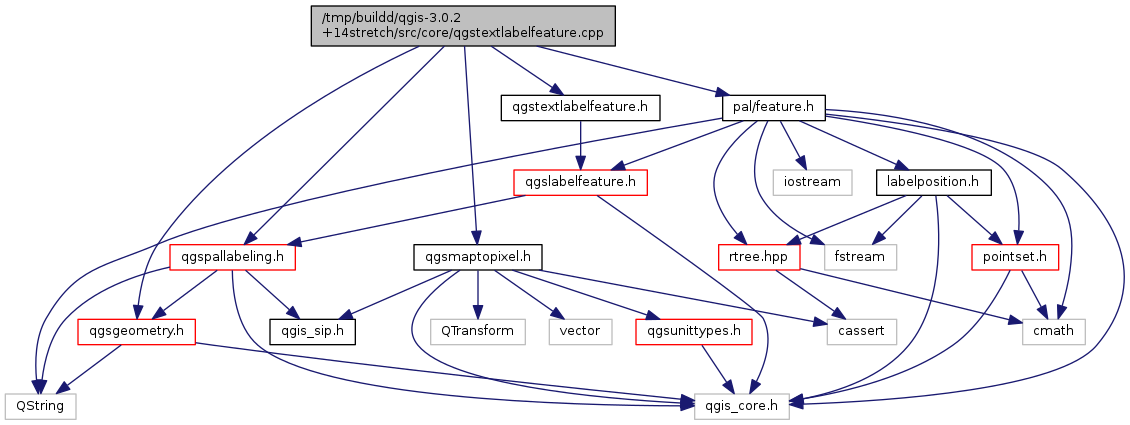 /tmp/buildd/qgis-3.0.2
+14stretch/src/core/qgstextlabelfeature.cpp
qgstextlabelfeature.h
pal/feature.h
qgslabelfeature.h
iostream
labelposition.h
qgspallabeling.h
qgsmaptopixel.h
rtree.hpp
fstream
pointset.h
qgsgeometry.h
qgis_sip.h
QTransform
vector
qgsunittypes.h
cassert
cmath
QString
qgis_core.h